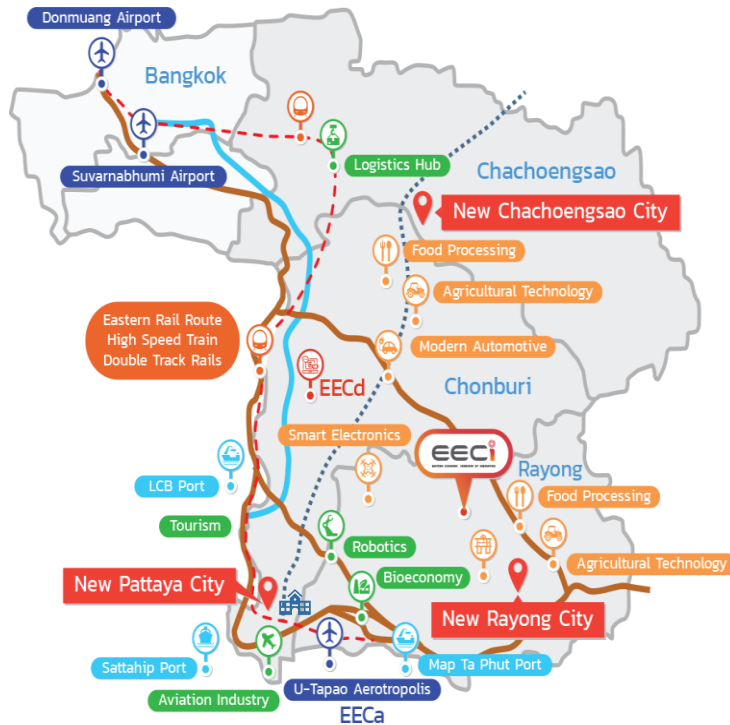 Donmuang Airport
Bangkok
Suvarnabhumi Airport
Logistics Hub
Chachoengsao
New Chachoengsao City
Food Processing
Agricultural Technology
Eastern Rail Route
High Speed Train
Double Track Rails
Modern Automotive
EECd
Chonburi
Smart Electronics
EECi
Rayong
LCB Port
Food Processing
Tourism
Robotics
Agricultural Technology
Bioeconomy
New Pattaya City
New Rayong City
Sattahip Port
Map Ta Phut Port
U-Tapao Aerotropolis
Aviation Industry
EECa